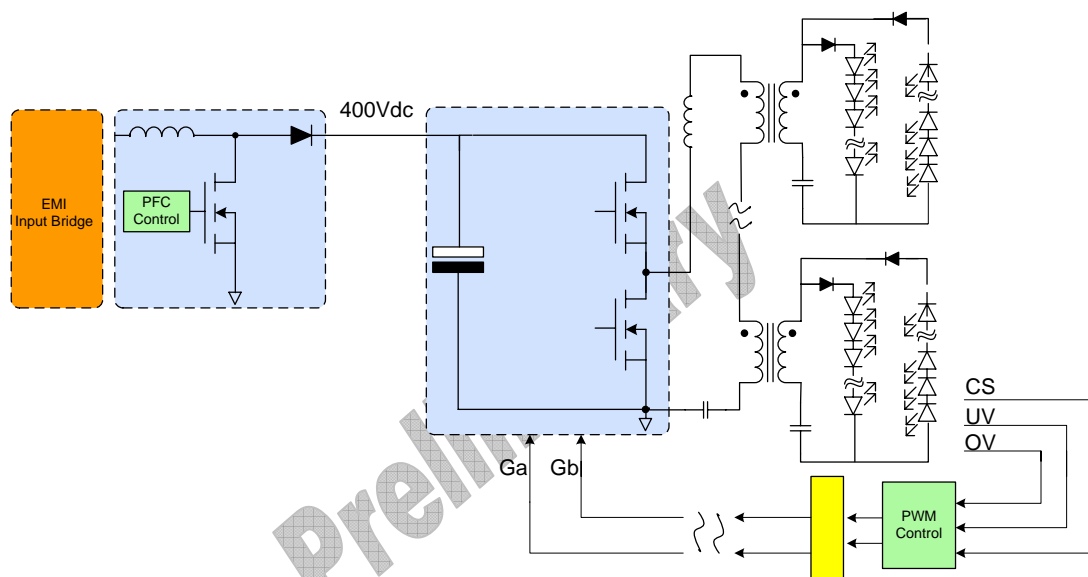 400Vdc
EMI
Input Bridge
PFC
Control
Preliminary
CS
UV
OV
Ga
Gb
PWM
Control